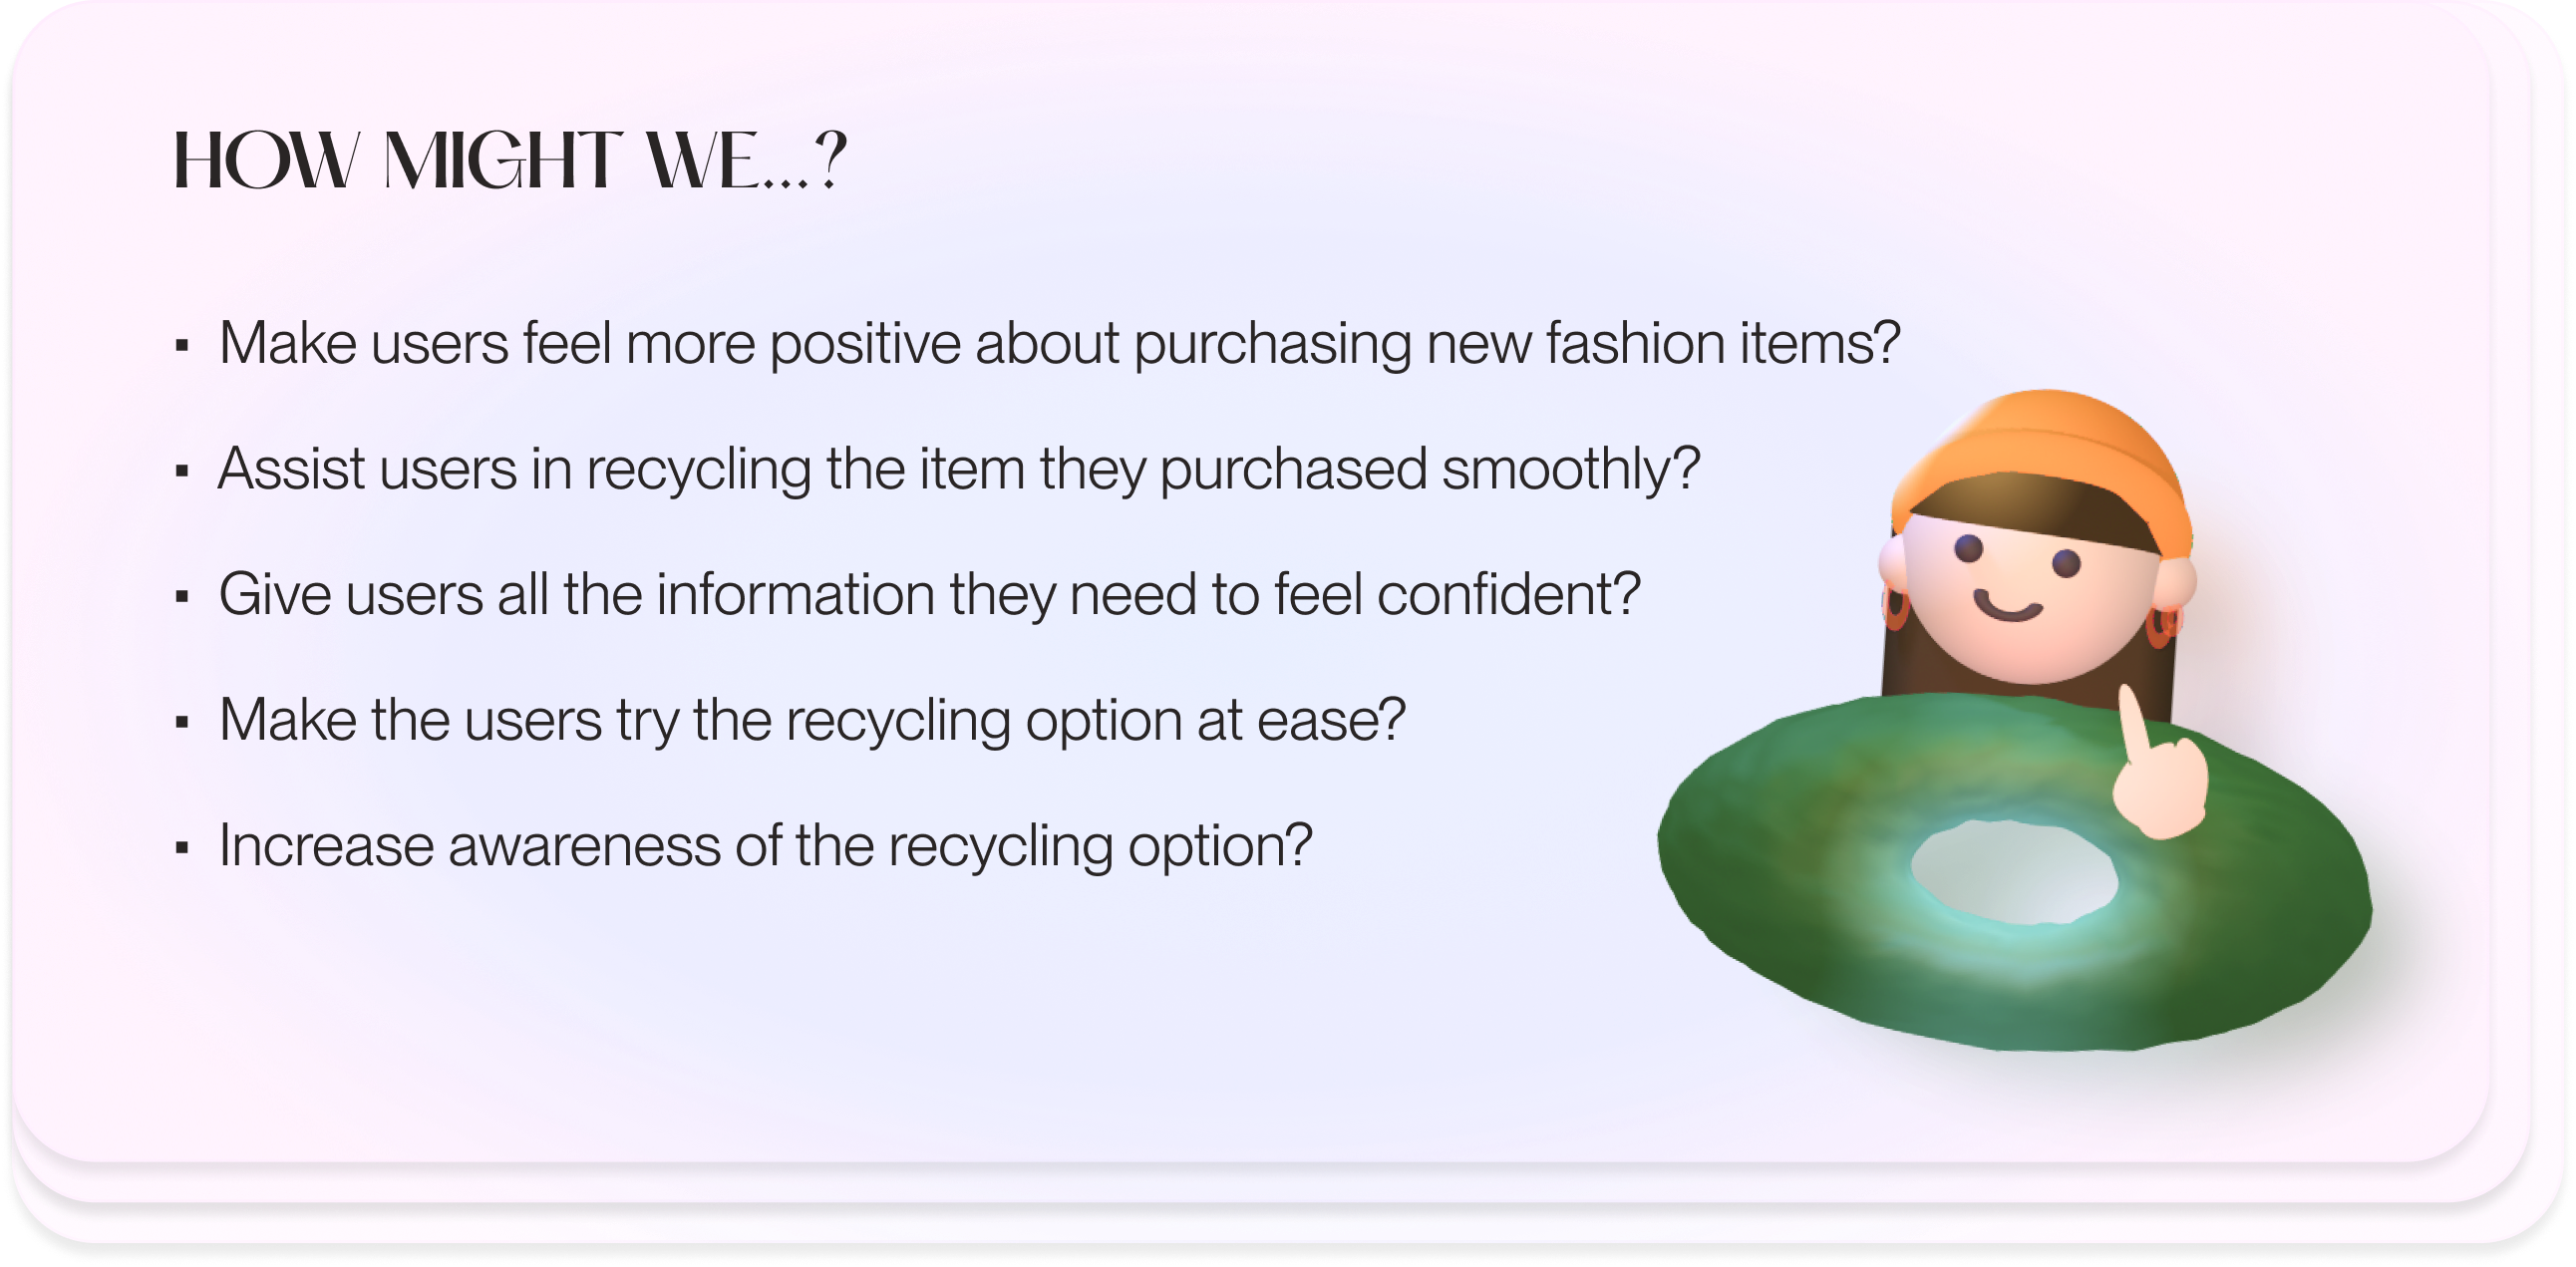 HOW MIGHT WE...?
▪ Make users feel more positive about purchasing new fashion items?
▪ Assist users in recycling the item they purchased smoothly?
▪ Give users all the information they need to feel confident?
▪ Make the users try the recycling option at ease?
▪ Increase awareness of the recycling option?